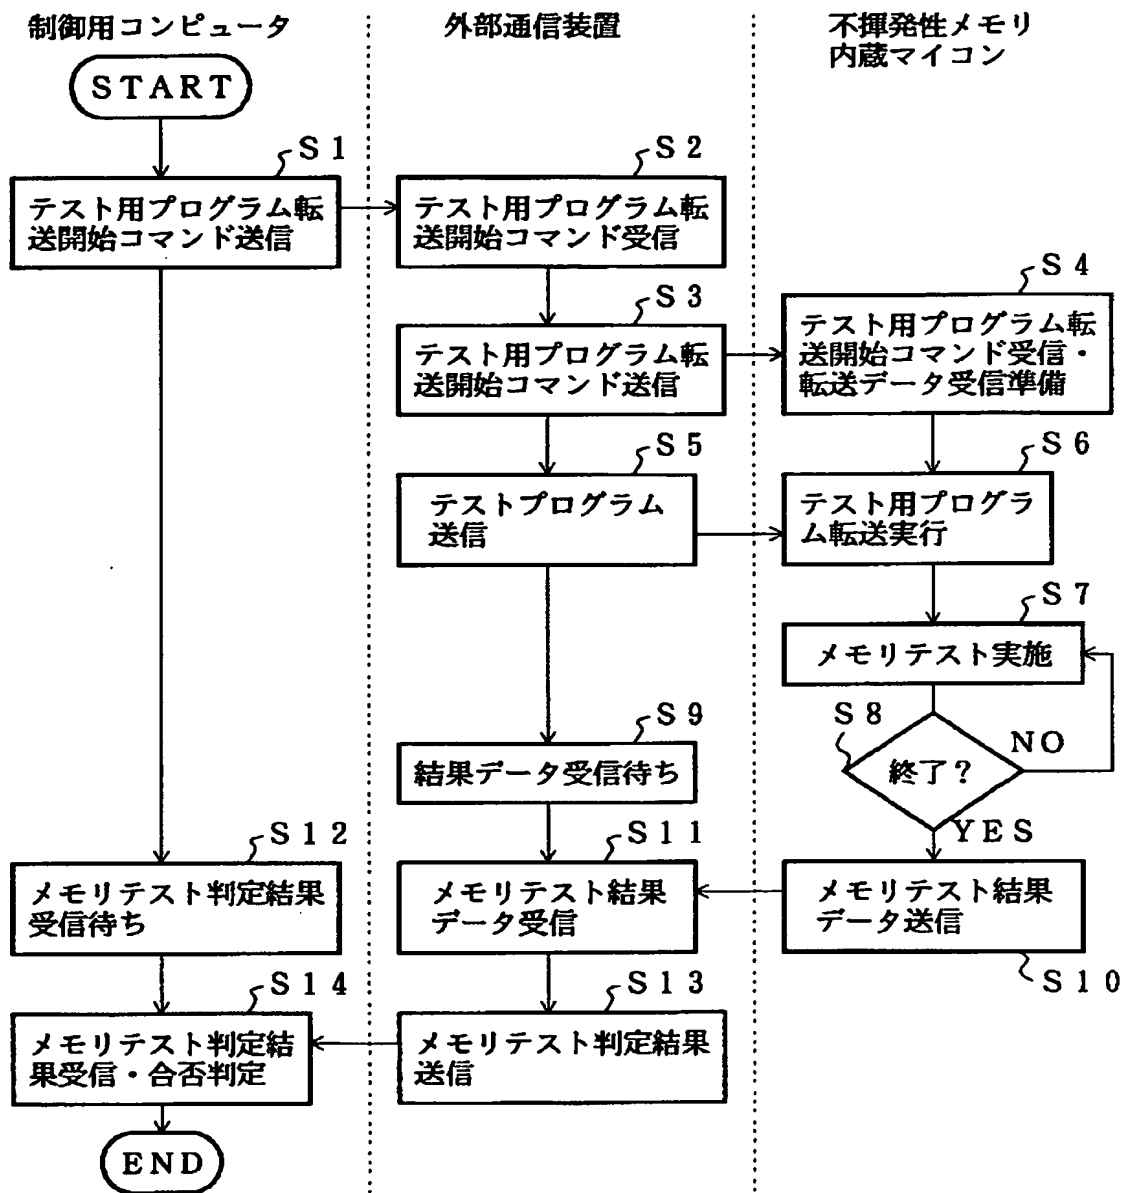 制御用コンピュータ
外部通信装置
不揮発性メモリ
内蔵マイコン
START
S1
テスト用プログラム転
送開始コマンド送信
S2
テスト用プログラム転
送開始コマンド受信
S3
テスト用プログラム転
送開始コマンド送信
S4
テスト用プログラム転
送開始コマンド受信・
転送データ受信準備
S5
テストプログラム
送信
S6
テスト用プログラ
ム転送実行
S7
メモリテスト実施
S8
終了?
NO
YES
S9
結果データ受信待ち
S10
メモリテスト結果
データ送信
S11
メモリテスト結果
データ受信
S12
メモリテスト判定結果
受信待ち
S13
メモリテスト判定結果
送信
S14
メモリテスト判定結
果受信・合否判定
END